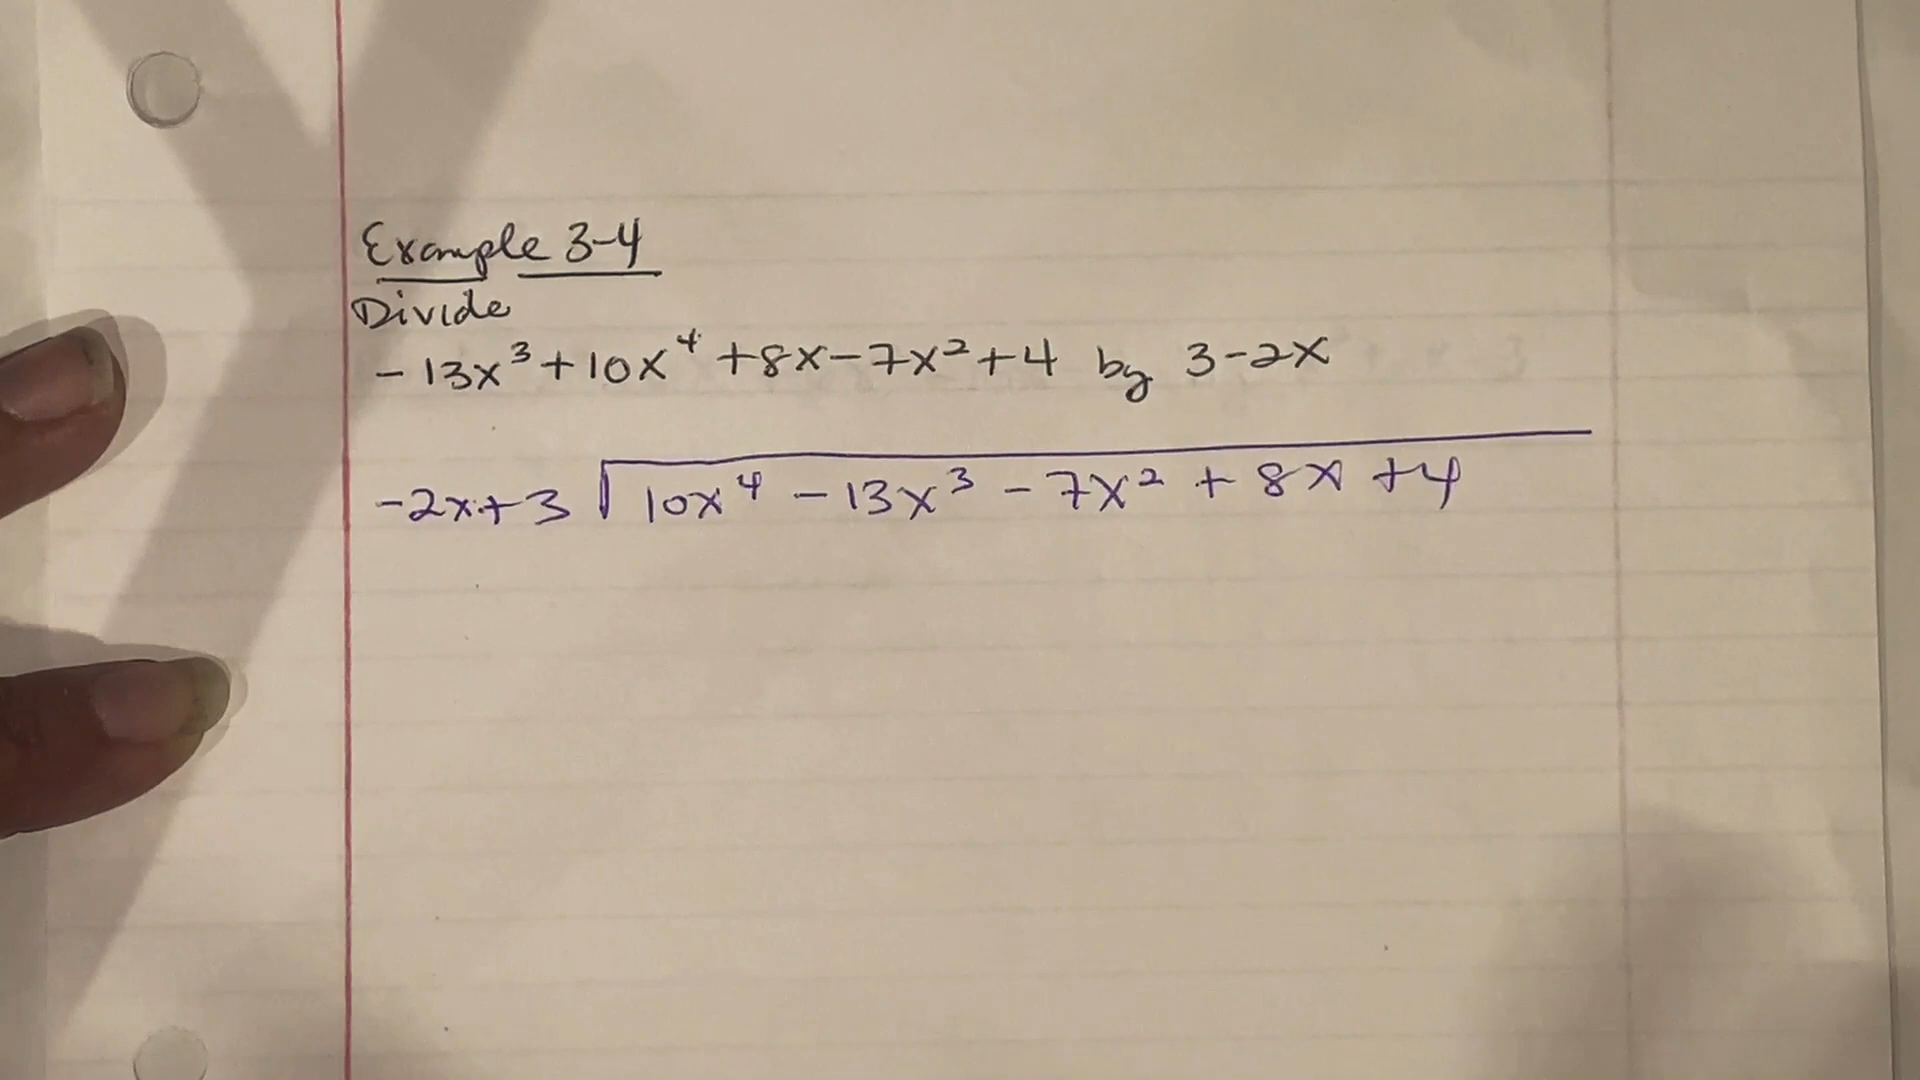 Example 3-4
Divide
-13x³+10x⁴+8x-7x²+4 by 3-2x
-2x+3 √10x⁴-13x³-7x²+8x+4